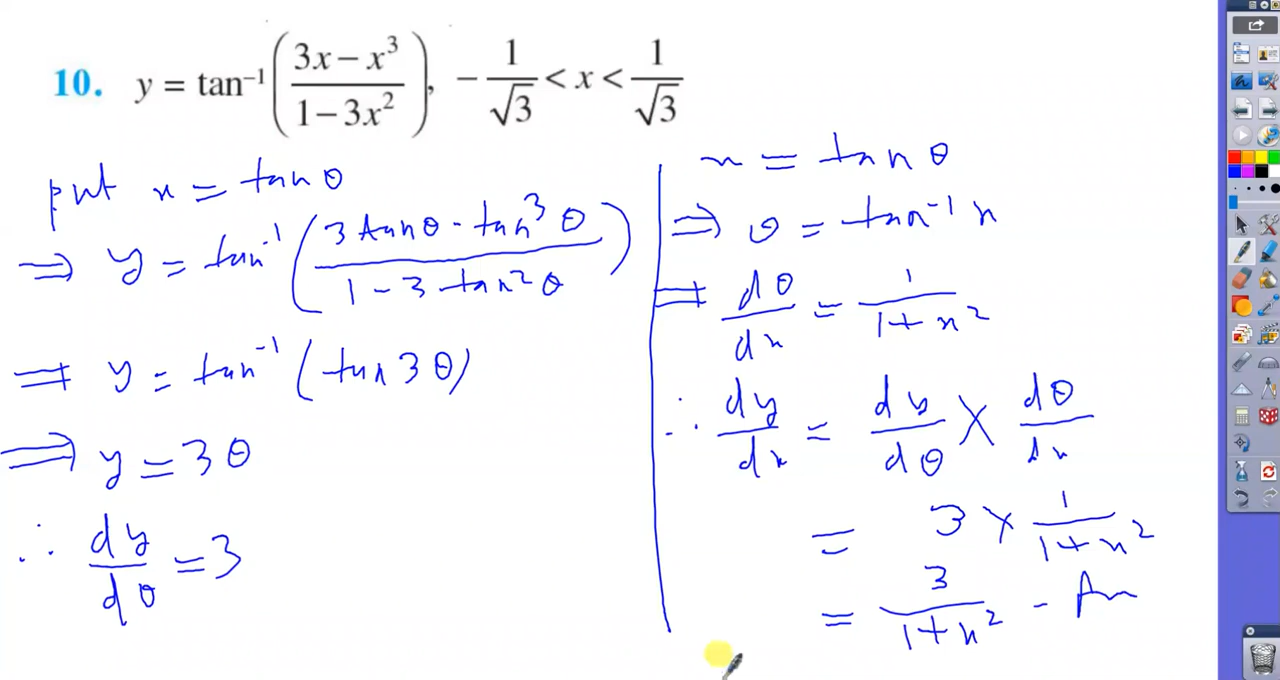 10. y = tan⁻¹((3x − x³)/(1 − 3x²)), −1/√3 < x < 1/√3
put x = tan θ
⇒ y = tan⁻¹((3 tan θ - tan³ θ)/(1 − 3 tan² θ))
⇒ y = tan⁻¹(tan 3θ)
⇒ y = 3θ
∴ dy/dθ = 3
x = tan θ
⇒ θ = tan⁻¹ x
⇒ dθ/dx = 1/(1 + x²)
∴ dy/dx = dy/dθ × dθ/dx
= 3 × 1/(1 + x²)
= 3/(1 + x²) - An